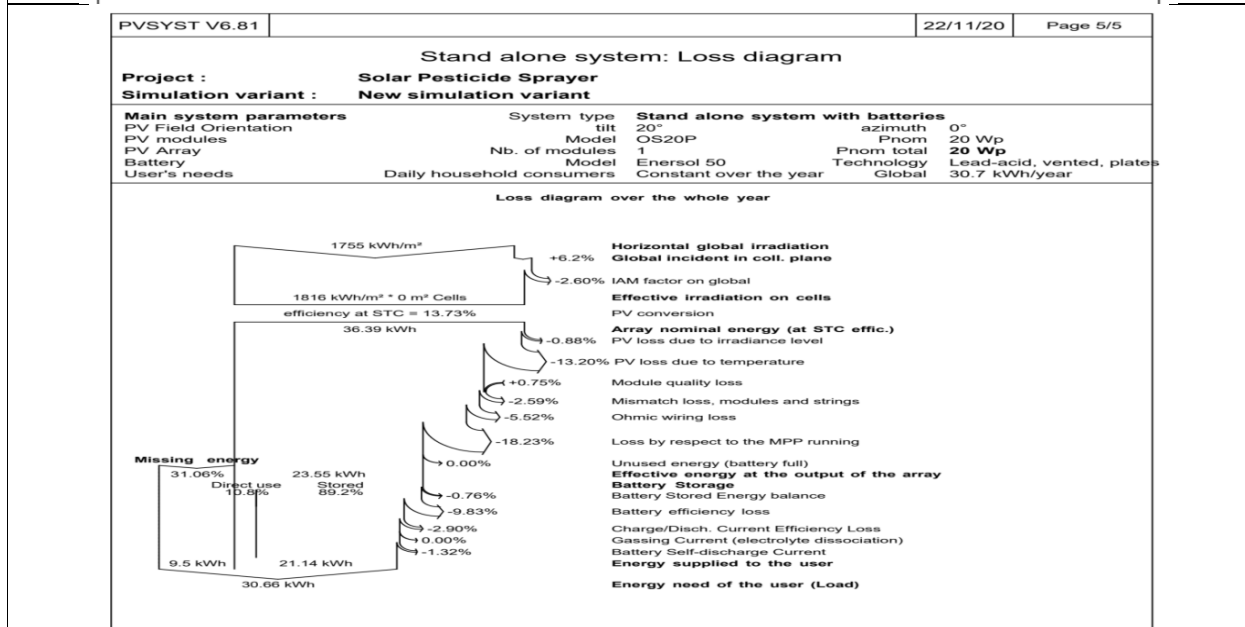 PVSYST V6.81 22/11/20 Page 5/5
Stand alone system: Loss diagram
Project : Solar Pesticide Sprayer
Simulation variant : New simulation variant
Main system parameters System type Stand alone system with batteries
PV Field Orientation tilt 20° azimuth 0°
PV modules Model OS20P Pnom 20 Wp
PV Array Nb. of modules 1 Pnom total 20 Wp
Battery Model Enersol 50 Technology Lead-acid, vented, plates
User's needs Daily household consumers Constant over the year Global 30.7 kWh/year
Loss diagram over the whole year
1755 kWh/m² Horizontal global irradiation
+6.2% Global incident in coll. plane
-2.60% IAM factor on global
1816 kWh/m² * 0 m² Cells Effective irradiation on cells
efficiency at STC = 13.73% PV conversion
36.39 kWh Array nominal energy (at STC effic.)
-0.88% PV loss due to irradiance level
-13.20% PV loss due to temperature
+0.75% Module quality loss
-2.59% Mismatch loss, modules and strings
-5.52% Ohmic wiring loss
-18.23% Loss by respect to the MPP running
Missing energy 0.00% Unused energy (battery full)
31.06% 23.55 kWh Effective energy at the output of the array
Direct use Stored Battery Storage
10.8% 89.2% -0.76% Battery Stored Energy balance
-9.83% Battery efficiency loss
-2.90% Charge/Disch. Current Efficiency Loss
0.00% Gassing Current (electrolyte dissociation)
-1.32% Battery Self-discharge Current
9.5 kWh 21.14 kWh Energy supplied to the user
30.66 kWh Energy need of the user (Load)